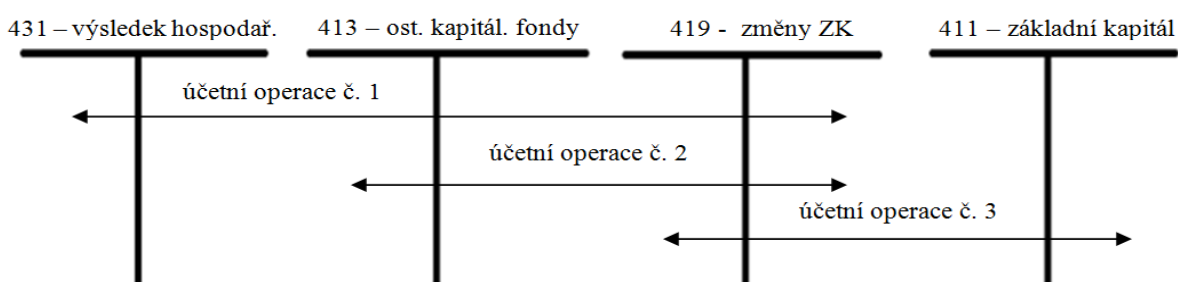 431 – výsledek hospodař. 413 – ost. kapitál. fondy 419 - změny ZK 411 – základní kapitál
účetní operace č. 1
účetní operace č. 2
účetní operace č. 3